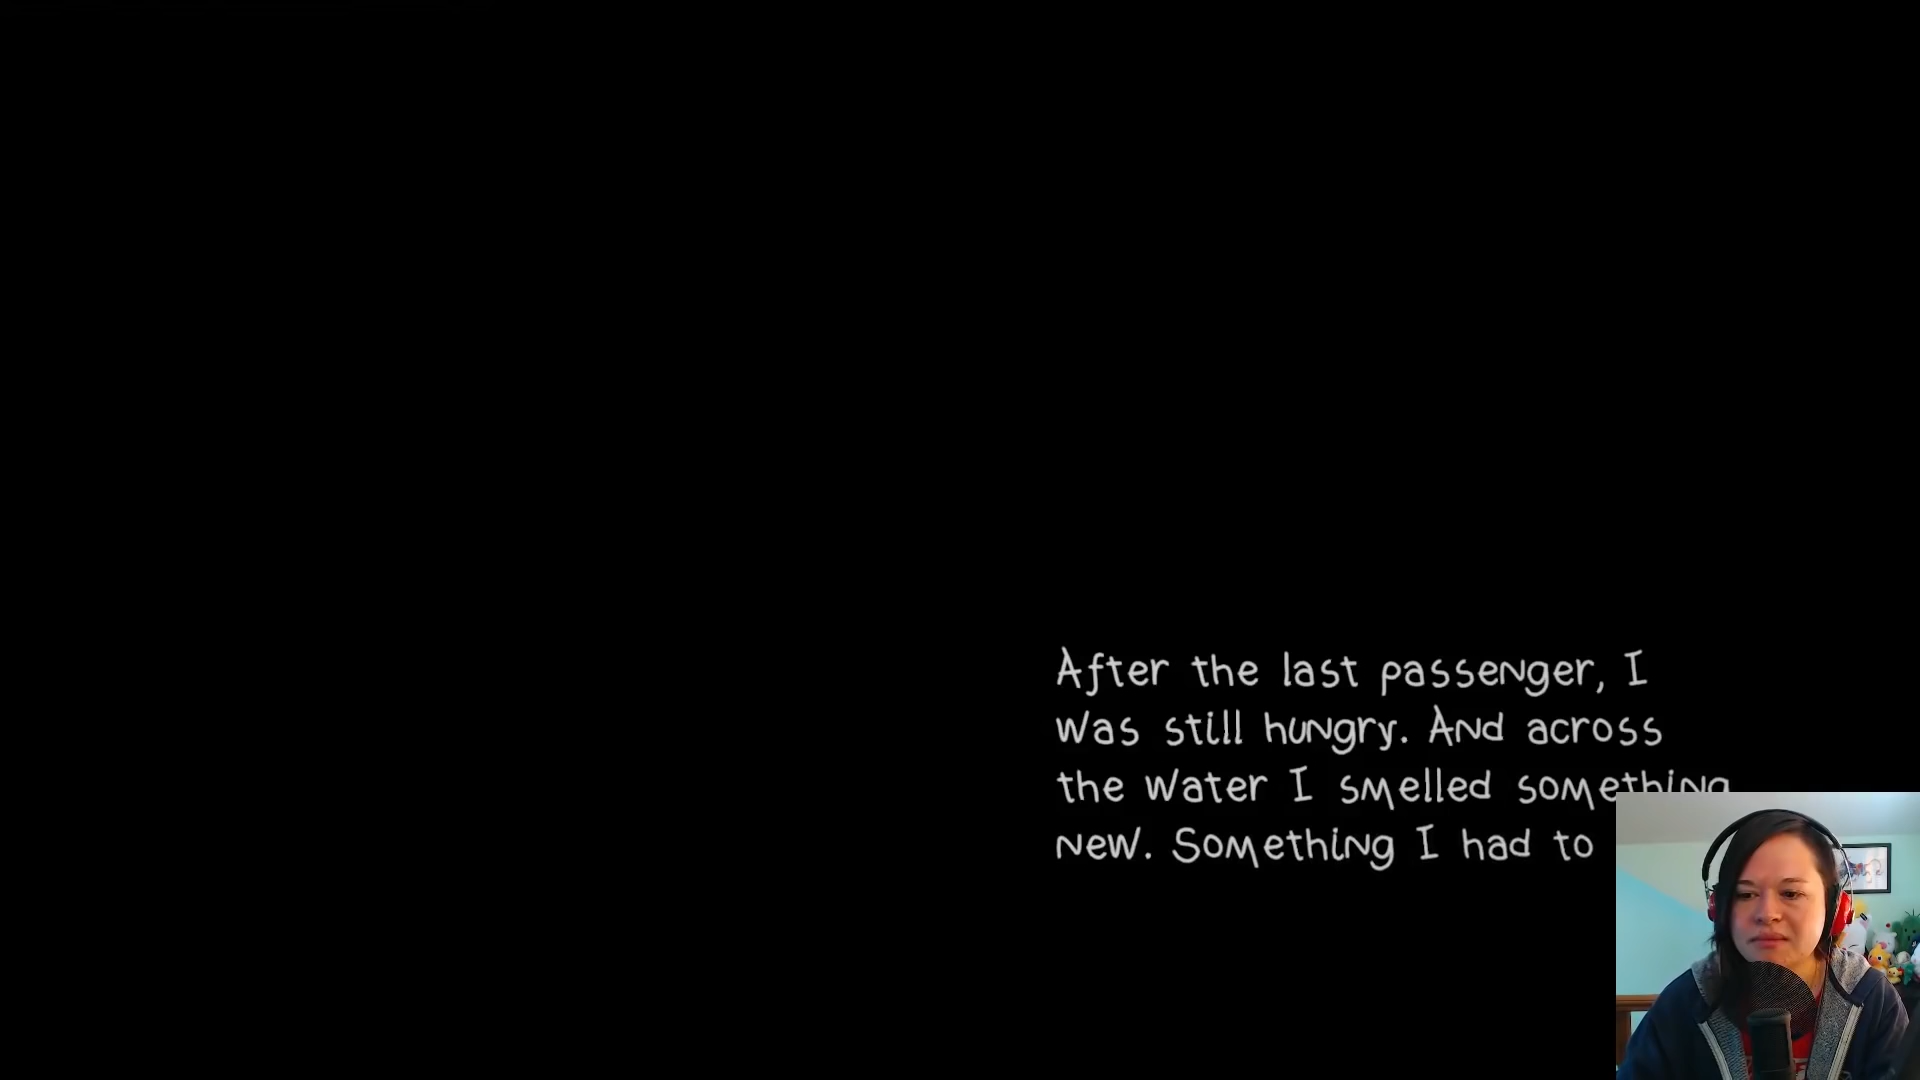 After the last passenger, I
was still hungry. And across
the water I smelled something
new. Something I had to